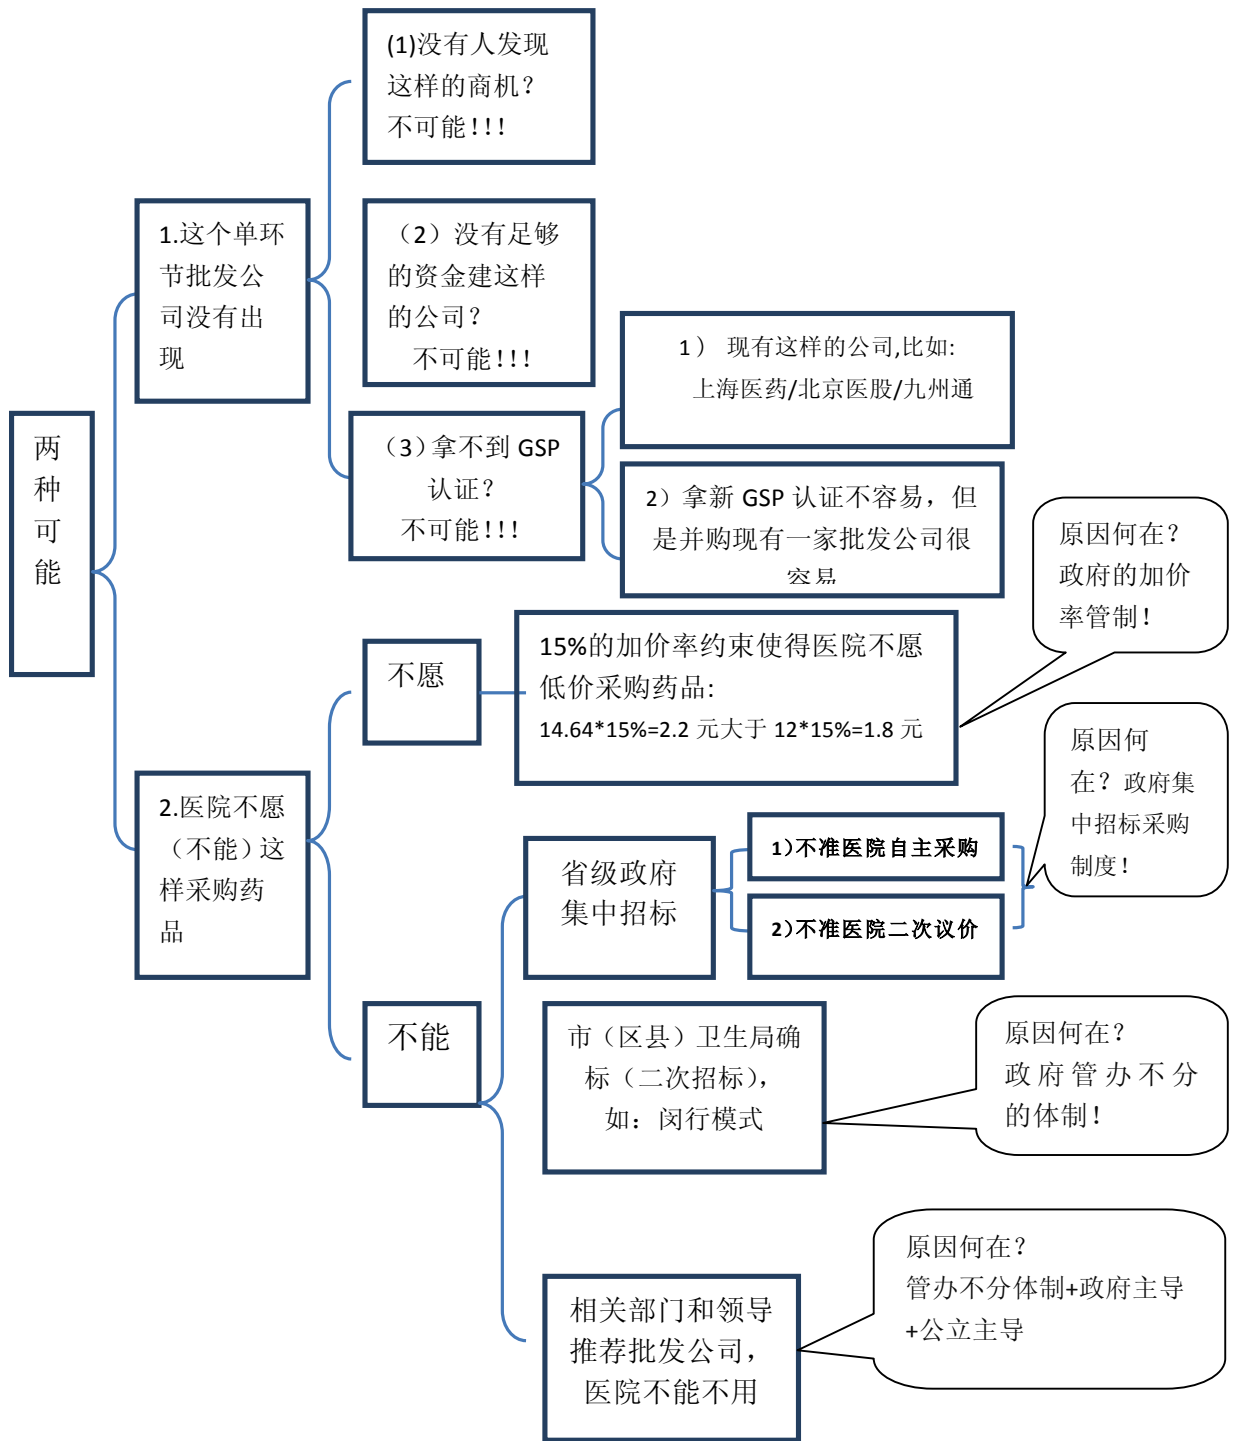 两
种
可
能
1.这个单环
节批发公
司没有出
现
(1)没有人发现
这样的商机？
不可能!!!
（2）没有足够
的资金建这样
的公司？
不可能!!!
（3）拿不到 GSP
认证？
不可能!!!
1） 现有这样的公司,比如:
上海医药/北京医股/九州通
2）拿新 GSP 认证不容易，但
是并购现有一家批发公司很
容易
2.医院不愿
（不能）这
样采购药
品
不愿
15%的加价率约束使得医院不愿
低价采购药品:
14.64*15%=2.2 元大于 12*15%=1.8 元
原因何在？
政府的加价
率管制！
不能
省级政府
集中招标
1）不准医院自主采购
2）不准医院二次议价
原因何
在？政府集
中招标采购
制度！
市（区县）卫生局确
标（二次招标），
如：闵行模式
原因何在？
政府管办不分
的体制！
相关部门和领导
推荐批发公司，
医院不能不用
原因何在？
管办不分体制+政府主导
+公立主导